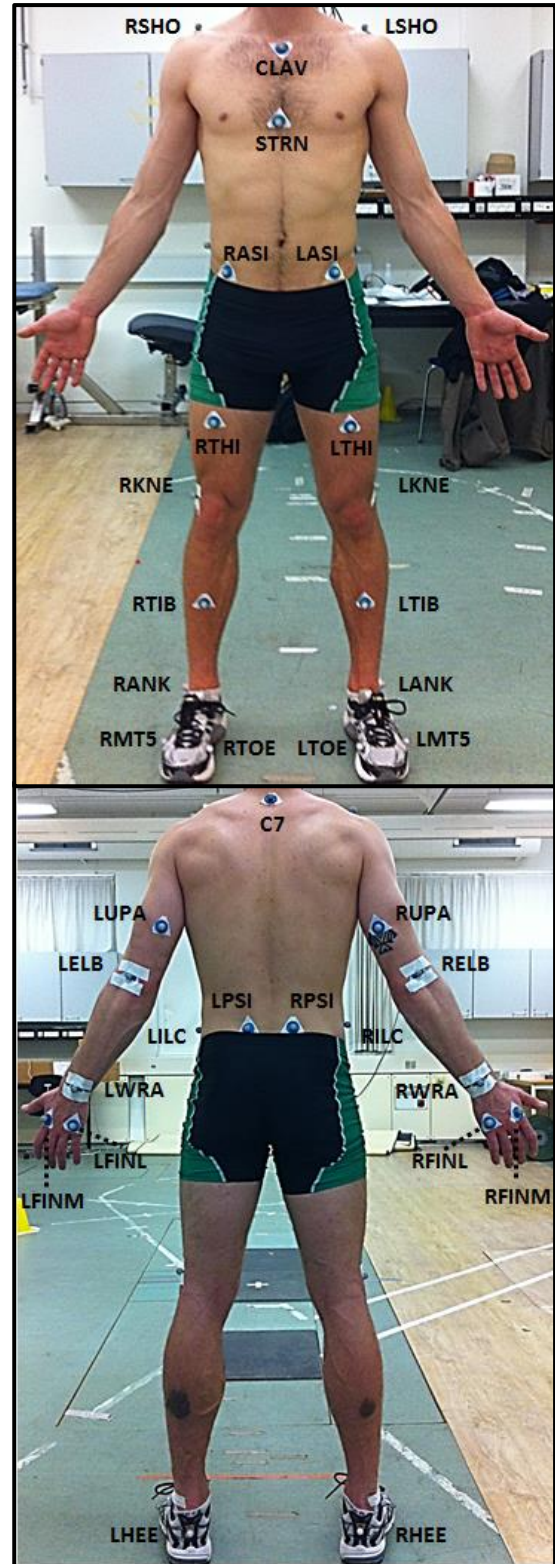 RSHO LSHO
CLAV
STRN
RASI LASI
RTHI LTHI
RKNE LKNE
RTIB LTIB
RANK LANK
RMT5 RTOE LTOE LMT5
C7
LUPA RUPA
LELB RELB
LPSI RPSI
LILC RILC
LWRA RWRA
LFINL RFINL
LFINM RFINM
LHEE RHEE